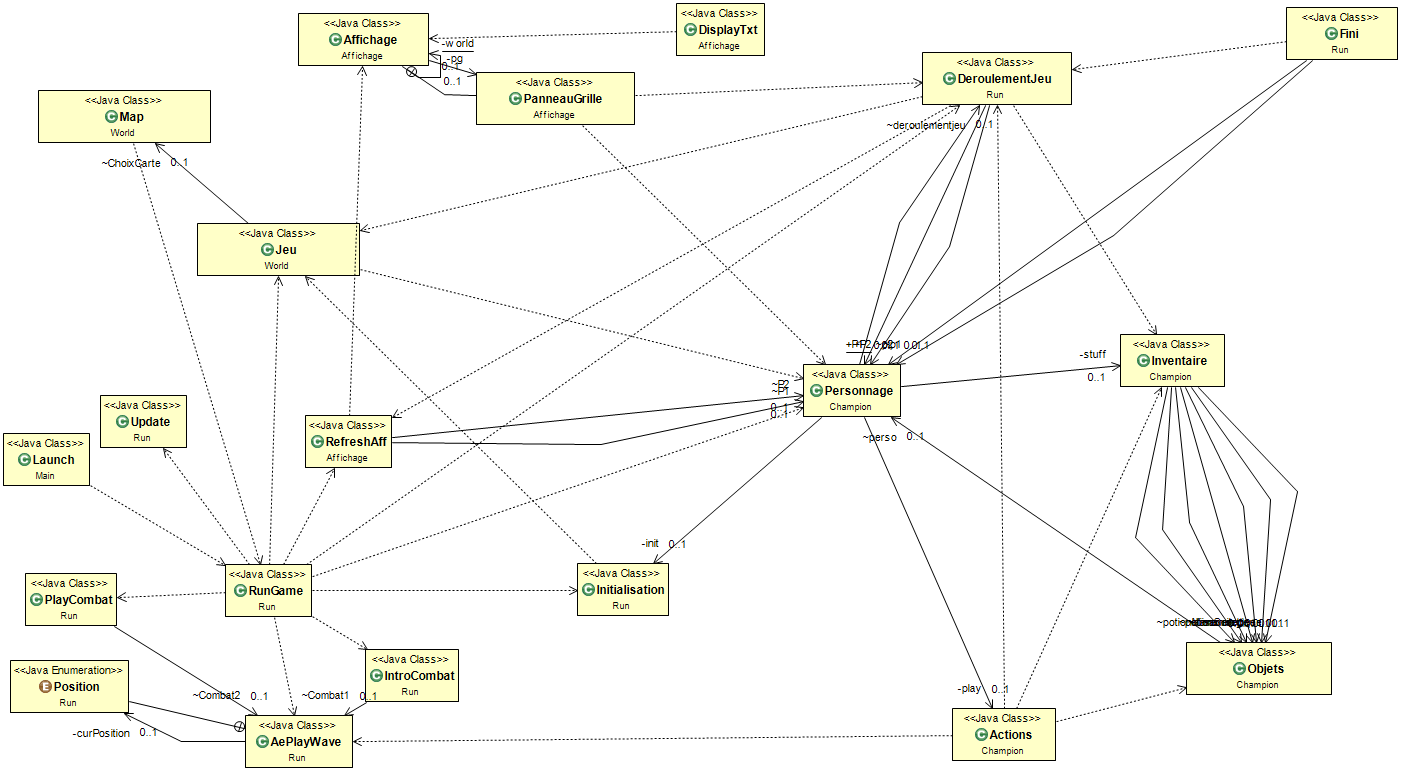 <<Java Class>>
Affichage
Affichage
<<Java Class>>
DisplayTxt
Affichage
<<Java Class>>
Fini
Run
-world
-pg
0..1
0..1
<<Java Class>>
DeroulementJeu
Run
<<Java Class>>
PanneauGrille
Affichage
<<Java Class>>
Map
World
~deroulementjeu
0..1
~ChoixCarte
0..1
<<Java Class>>
Jeu
World
<<Java Class>>
Inventaire
Champion
-stuff
0..1
<<Java Class>>
Personnage
Champion
~P2
~P1
0..1
0..1
<<Java Class>>
Update
Run
<<Java Class>>
RefreshAff
Affichage
<<Java Class>>
Launch
Main
~perso
0..1
-init
0..1
<<Java Class>>
RunGame
Run
<<Java Class>>
Initialisation
Run
<<Java Class>>
PlayCombat
Run
<<Java Class>>
Objets
Champion
<<Java Class>>
IntroCombat
Run
<<Java Enumeration>>
Position
Run
~Combat2
0..1
~Combat1
0..1
-play
0..1
-curPosition
0..1
<<Java Class>>
AePlayWave
Run
<<Java Class>>
Actions
Champion